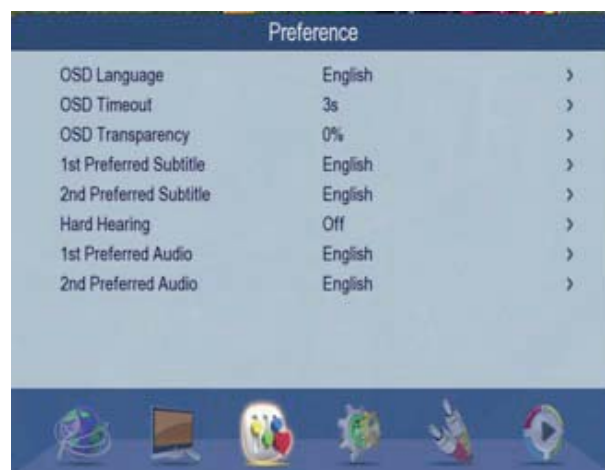 Preference
OSD Language English
OSD Timeout 3s
OSD Transparency 0%
1st Preferred Subtitle English
2nd Preferred Subtitle English
Hard Hearing Off
1st Preferred Audio English
2nd Preferred Audio English